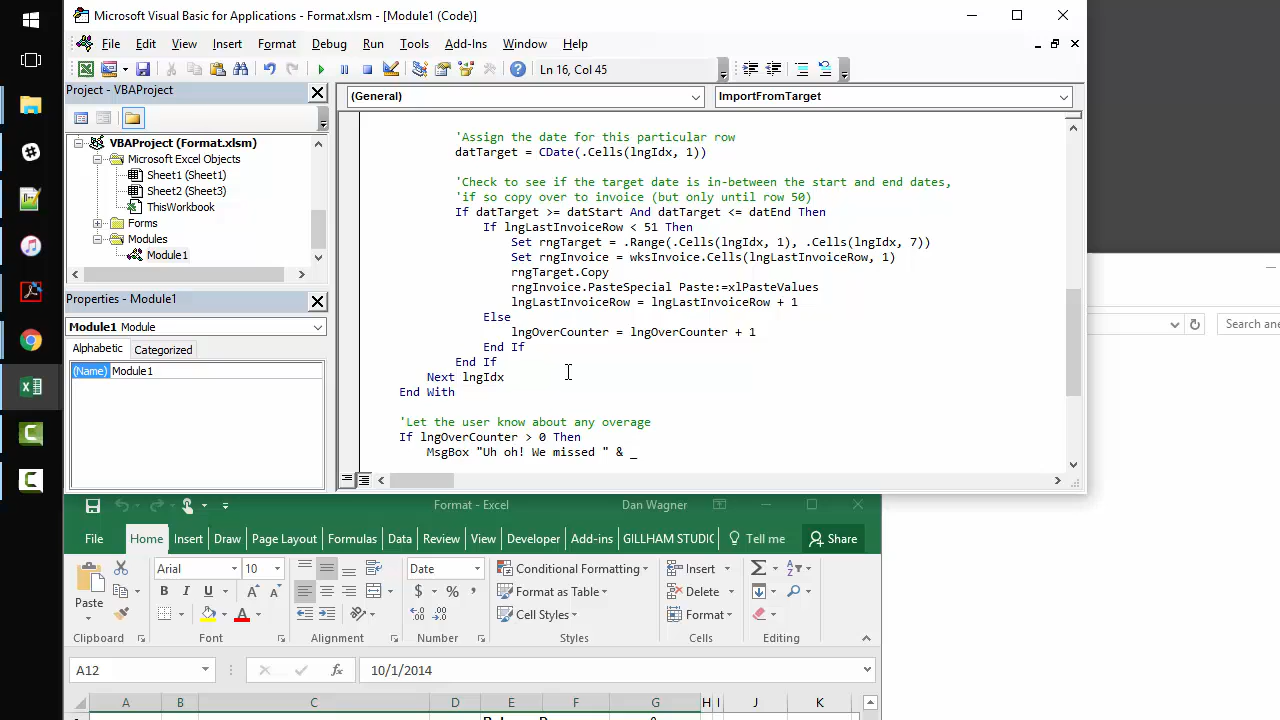 Microsoft Visual Basic for Applications - Format.xlsm - [Module1 (Code)]
File Edit View Insert Format Debug Run Tools Add-Ins Window Help
Ln 16, Col 45
Project - VBAProject
(General) ImportFromTarget
VBAProject (Format.xlsm)
Microsoft Excel Objects
Sheet1 (Sheet1)
Sheet2 (Sheet3)
ThisWorkbook
Forms
Modules
Module1
Properties - Module1
Module1 Module
Alphabetic Categorized
(Name) Module1
'Assign the date for this particular row
datTarget = CDate(.Cells(lngIdx, 1))
'Check to see if the target date is in-between the start and end dates,
'if so copy over to invoice (but only until row 50)
If datTarget >= datStart And datTarget <= datEnd Then
If lngLastInvoiceRow < 51 Then
Set rngTarget = .Range(.Cells(lngIdx, 1), .Cells(lngIdx, 7))
Set rngInvoice = wksInvoice.Cells(lngLastInvoiceRow, 1)
rngTarget.Copy
rngInvoice.PasteSpecial Paste:=xlPasteValues
lngLastInvoiceRow = lngLastInvoiceRow + 1
Else
lngOverCounter = lngOverCounter + 1
End If
End If
Next lngIdx
End With
'Let the user know about any overage
If lngOverCounter > 0 Then
MsgBox "Uh oh! We missed " & _
Search
Format - Excel Dan Wagner
File Home Insert Draw Page Layout Formulas Data Review View Developer Add-ins GILLHAM STUDIO Tell me Share
Paste
Arial 10
B I U
Date
$ % ,
Conditional Formatting
Format as Table
Cell Styles
Insert
Delete
Format
Clipboard Font Alignment Number Styles Cells Editing
A12 fx 10/1/2014
A B C D E F G H I J K